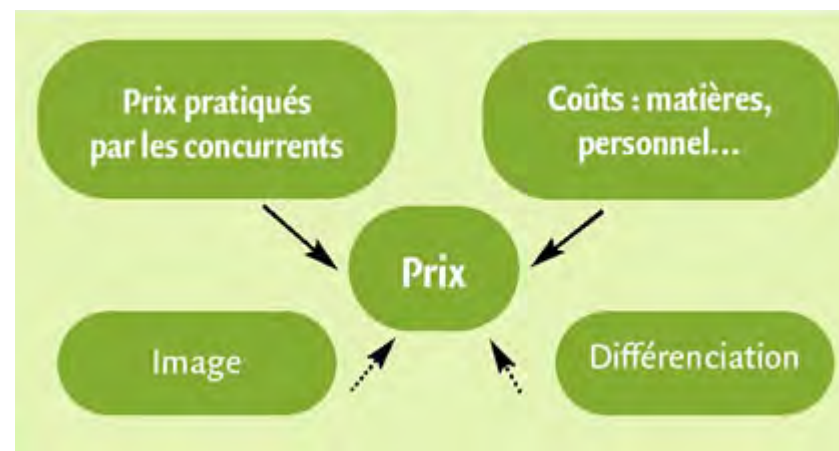 Prix pratiqués
par les concurrents
Coûts : matières,
personnel...
Prix
Image
Différenciation